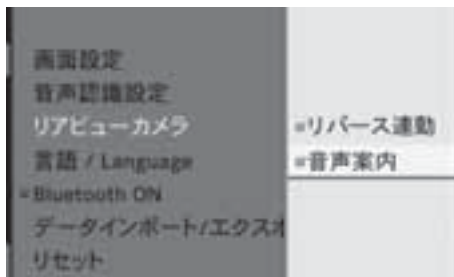 画面設定
音声認識設定
リアビューカメラ
言語 / Language
Bluetooth ON
データインポート/エクスオ
リセット
リバース連動
音声案内